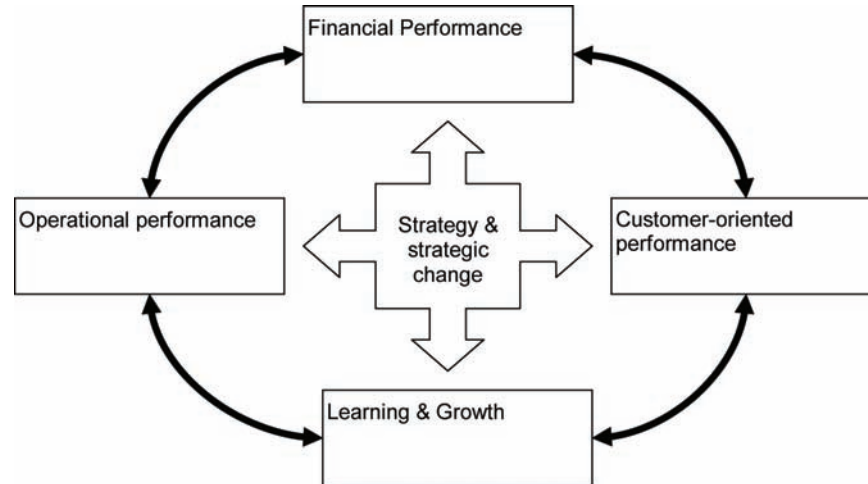 Financial Performance
Operational performance
Strategy &
strategic
change
Customer-oriented
performance
Learning & Growth